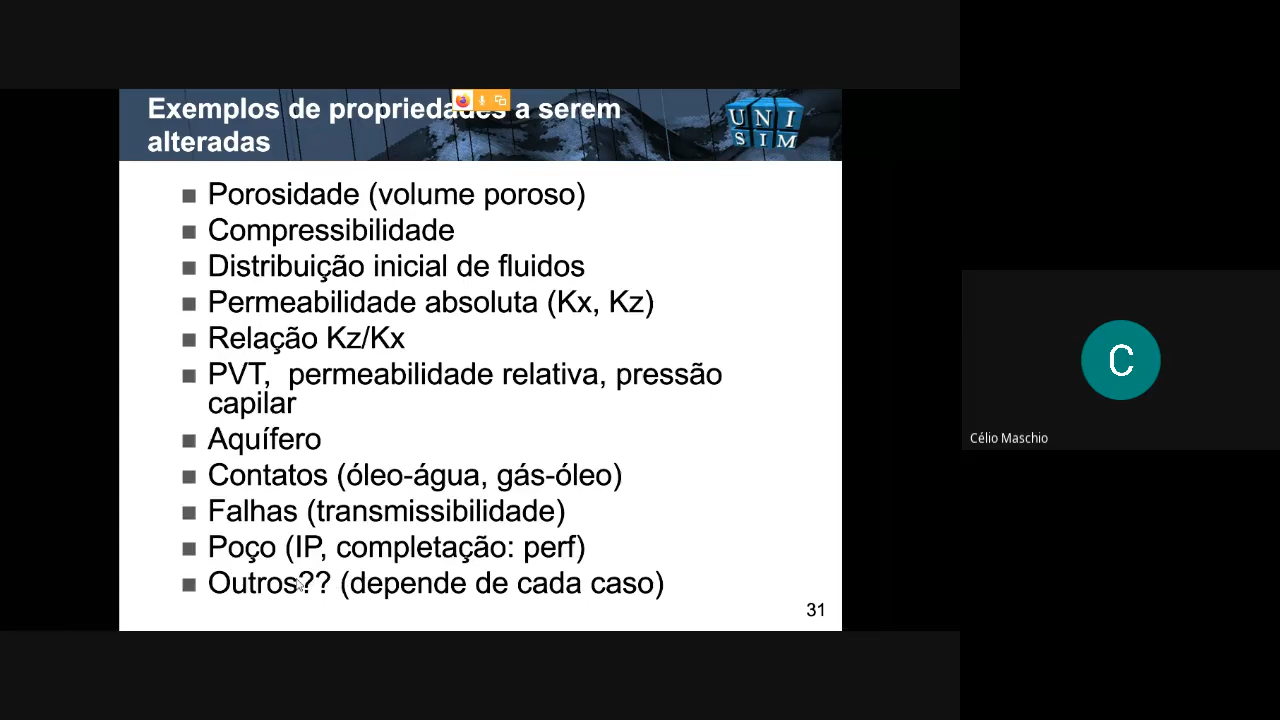 Exemplos de propriedades a serem
alteradas
UNI
SIM
Porosidade (volume poroso)
Compressibilidade
Distribuição inicial de fluidos
Permeabilidade absoluta (Kx, Kz)
Relação Kz/Kx
PVT, permeabilidade relativa, pressão
capilar
Aquífero
Contatos (óleo-água, gás-óleo)
Falhas (transmissibilidade)
Poço (IP, completação: perf)
Outros?? (depende de cada caso)
31
C
Célio Maschio